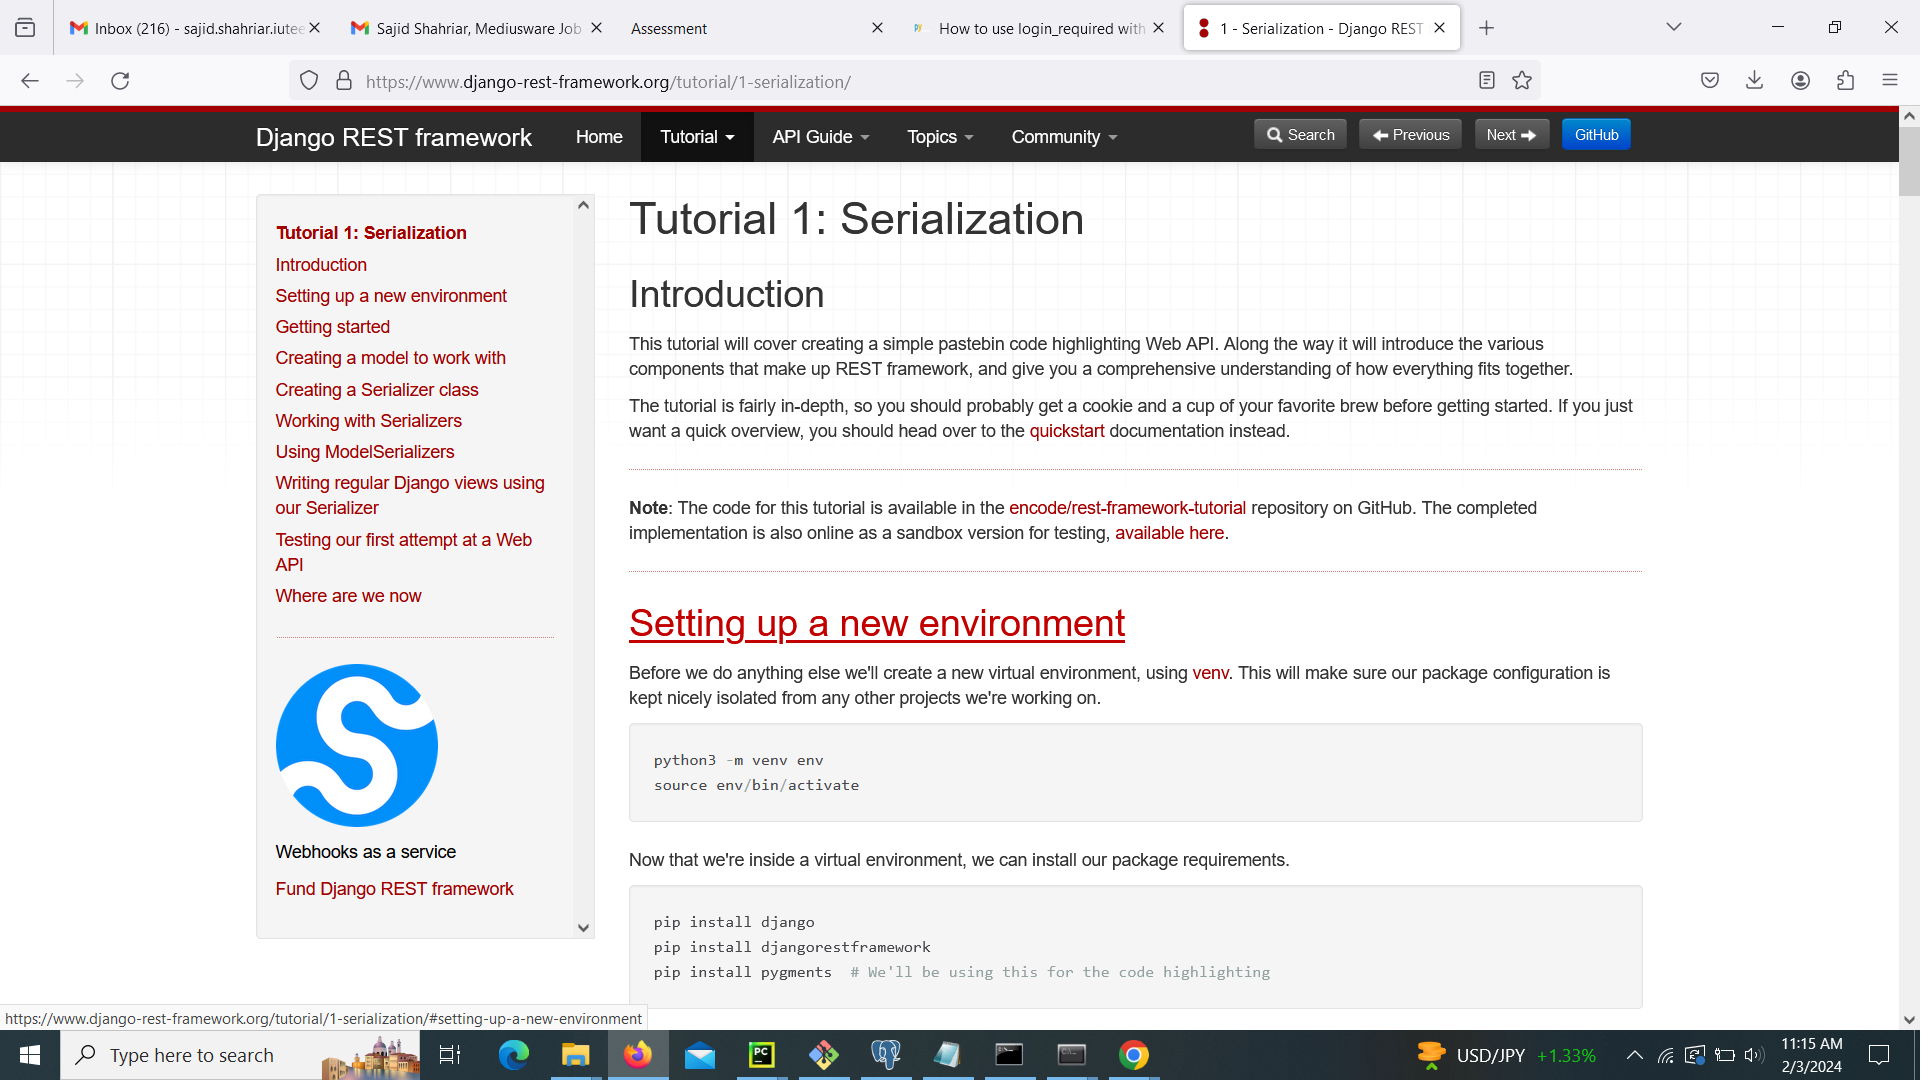 Inbox (216) - sajid.shahriar.iutee
Sajid Shahriar, Mediusware Job
Assessment
How to use login_required with
1 - Serialization - Django REST
https://www.django-rest-framework.org/tutorial/1-serialization/
Django REST framework
Home
Tutorial
API Guide
Topics
Community
Search
Previous
Next
GitHub
Tutorial 1: Serialization
Introduction
Setting up a new environment
Getting started
Creating a model to work with
Creating a Serializer class
Working with Serializers
Using ModelSerializers
Writing regular Django views using
our Serializer
Testing our first attempt at a Web
API
Where are we now
Webhooks as a service
Fund Django REST framework
Tutorial 1: Serialization
Introduction
This tutorial will cover creating a simple pastebin code highlighting Web API. Along the way it will introduce the various
components that make up REST framework, and give you a comprehensive understanding of how everything fits together.
The tutorial is fairly in-depth, so you should probably get a cookie and a cup of your favorite brew before getting started. If you just
want a quick overview, you should head over to the quickstart documentation instead.
Note: The code for this tutorial is available in the encode/rest-framework-tutorial repository on GitHub. The completed
implementation is also online as a sandbox version for testing, available here.
Setting up a new environment
Before we do anything else we'll create a new virtual environment, using venv. This will make sure our package configuration is
kept nicely isolated from any other projects we're working on.
python3 -m venv env
source env/bin/activate
Now that we're inside a virtual environment, we can install our package requirements.
pip install django
pip install djangorestframework
pip install pygments  # We'll be using this for the code highlighting
https://www.django-rest-framework.org/tutorial/1-serialization/#setting-up-a-new-environment
Type here to search
PC
USD/JPY +1.33%
11:15 AM
2/3/2024